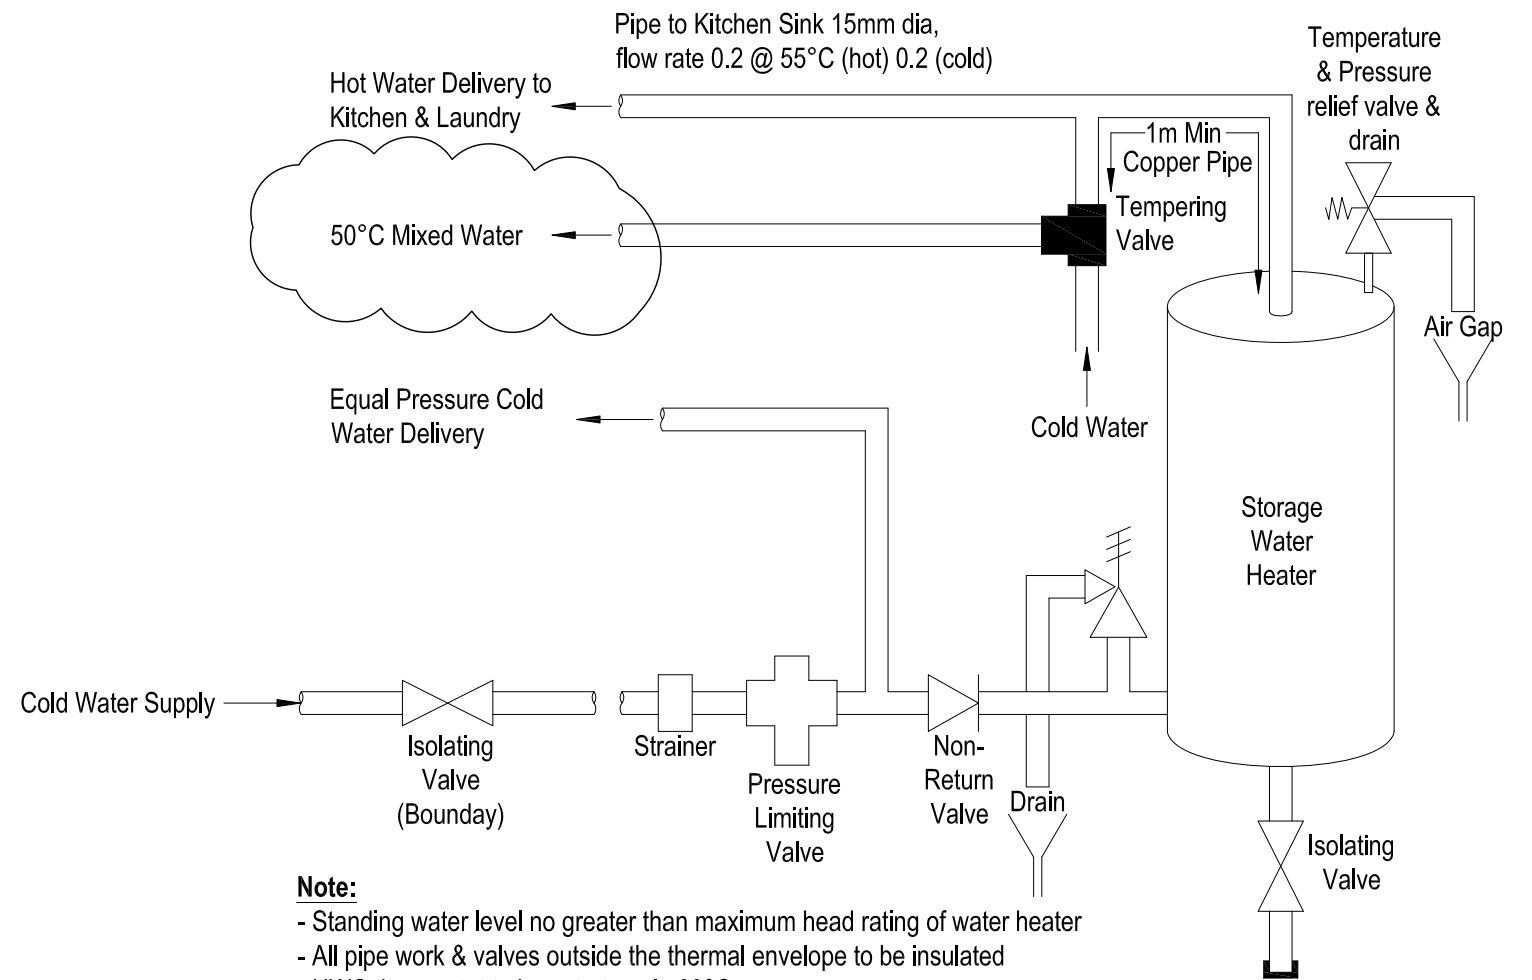 Pipe to Kitchen Sink 15mm dia,
flow rate 0.2 @ 55°C (hot) 0.2 (cold)
Temperature
& Pressure
relief valve &
drain
Hot Water Delivery to
Kitchen & Laundry
1m Min
Copper Pipe
Tempering
Valve
50°C Mixed Water
Air Gap
Equal Pressure Cold
Water Delivery
Cold Water
Storage
Water
Heater
Cold Water Supply
Isolating
Valve
(Bounday)
Strainer
Pressure
Limiting
Valve
Non-
Return
Valve
Drain
Isolating
Valve
Note:
- Standing water level no greater than maximum head rating of water heater
- All pipe work & valves outside the thermal envelope to be insulated